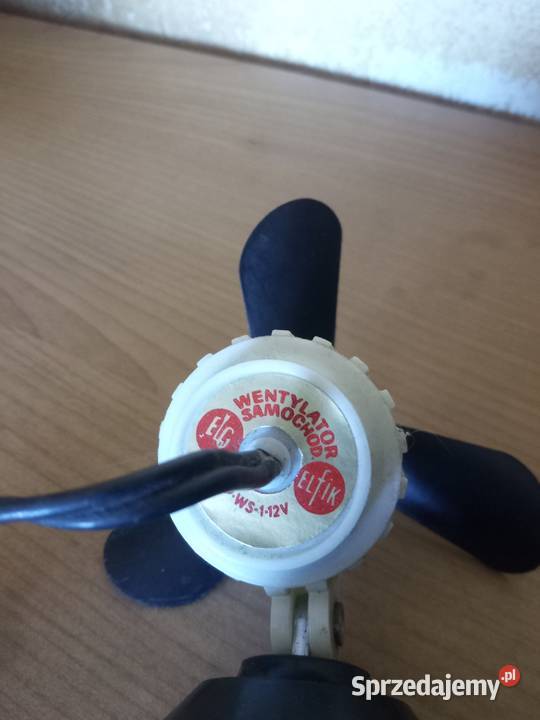 WENTYLATOR
SAMOCHOD.
ELG
ELFIK
WS-1-12V
Sprzedajemy.pl